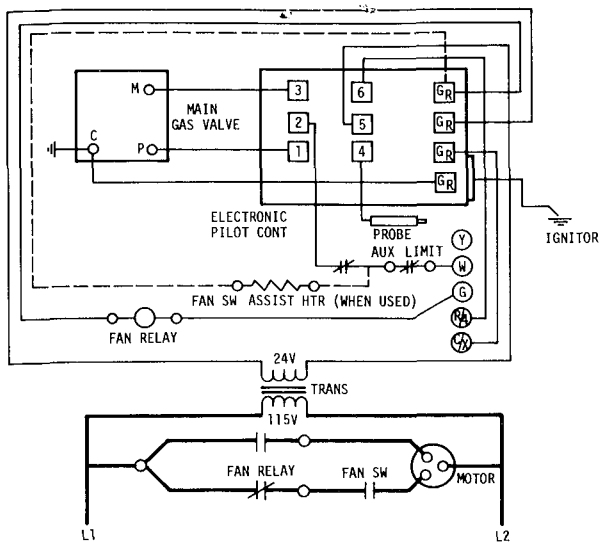 M
3
6
GR
MAIN
GAS VALVE
2
5
GR
C
P
1
4
GR
GR
ELECTRONIC
PILOT CONT
PROBE
IGNITOR
AUX LIMIT
Y
W
FAN SW ASSIST HTR (WHEN USED)
G
R/A
FAN RELAY
C/X
24V
TRANS
115V
FAN RELAY
FAN SW
MOTOR
L1
L2